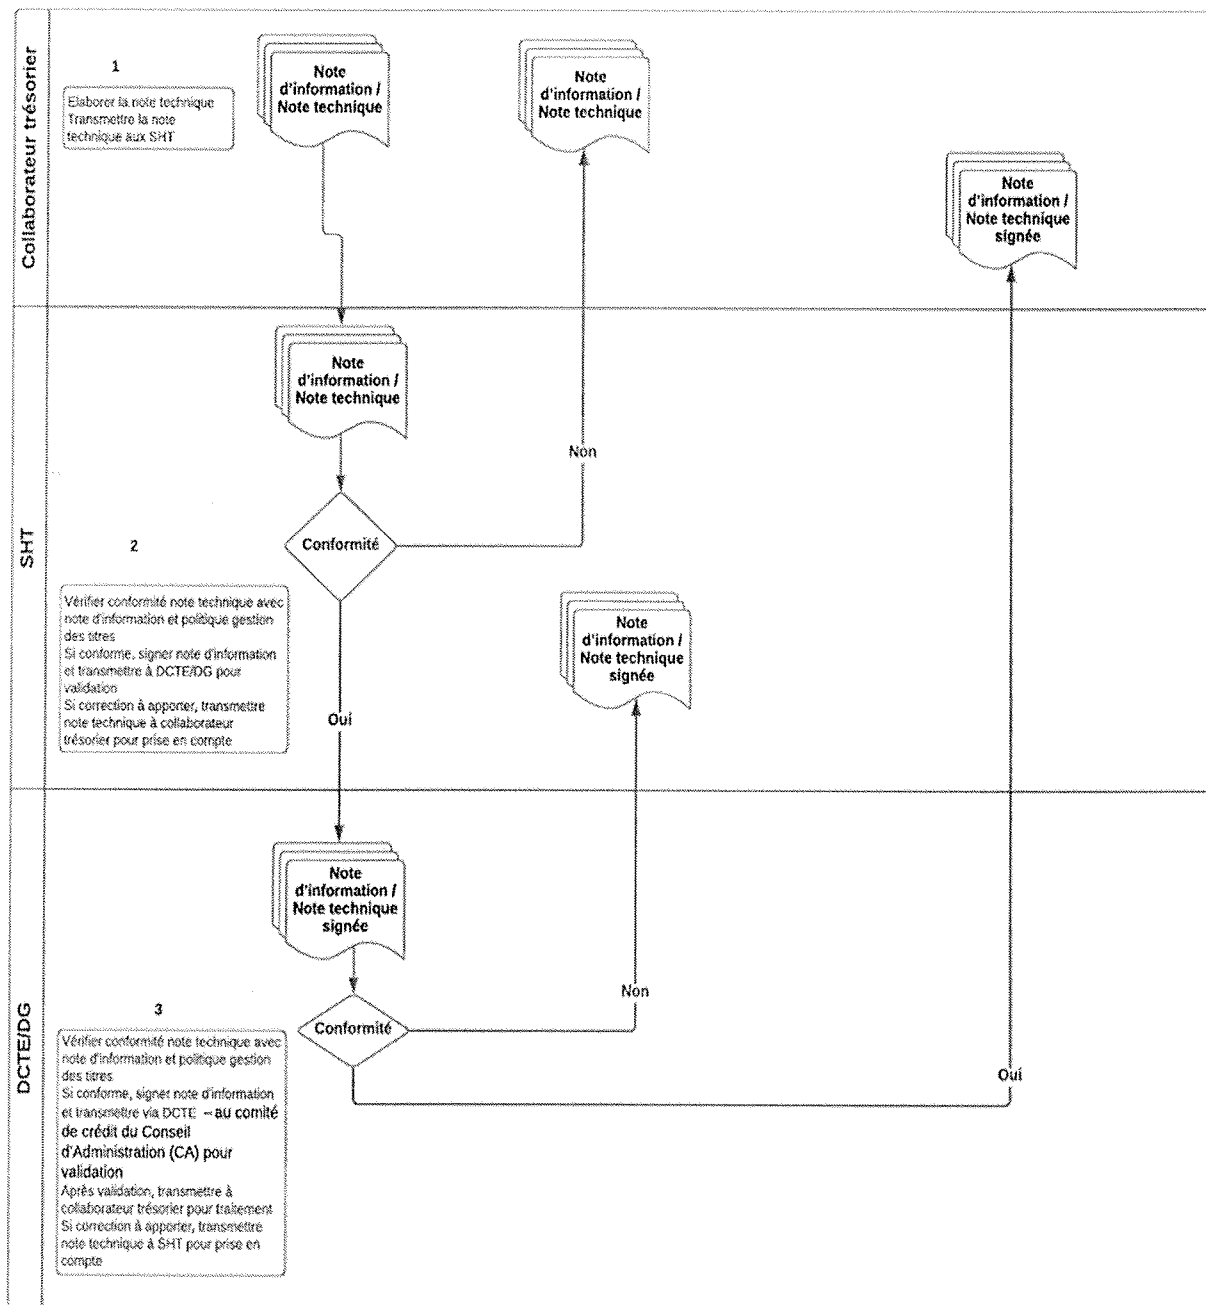 Collaborateur trésorier
1
Elaborer la note technique
Transmettre la note
technique aux SHT
Note
d'information /
Note technique
Note
d'information /
Note technique
Note
d'information /
Note technique
signée
SHT
Note
d'information /
Note technique
Non
Conformité
2
Vérifier conformité note technique avec
note d'information et politique gestion
des titres
Si conforme, signer note d'information
et transmettre à DCTE/DG pour
validation
Si correction à apporter, transmettre
note technique à collaborateur
trésorier pour prise en compte
Note
d'information /
Note technique
signée
Oui
DCTE/DG
Note
d'information /
Note technique
signée
Non
Conformité
3
Vérifier conformité note technique avec
note d'information et politique gestion
des titres
Si conforme, signer note d'information
et transmettre via DCTE – au comité
de crédit du Conseil
d'Administration (CA) pour
validation
Après validation, transmettre à
collaborateur trésorier pour traitement
Si correction à apporter, transmettre
note technique à SHT pour prise en
compte
Oui